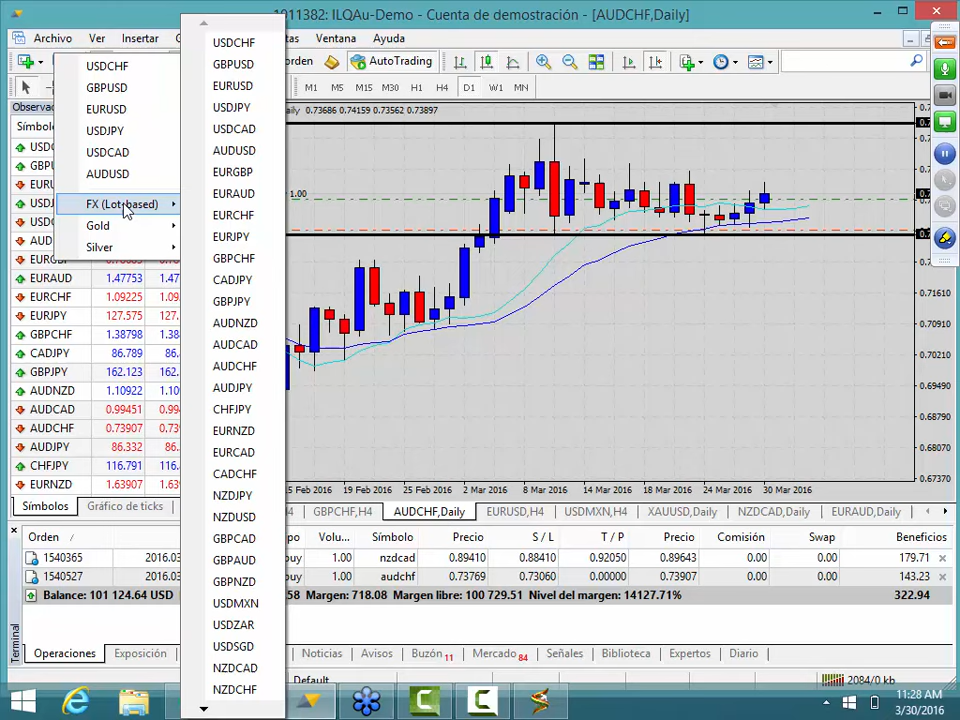 1911382: ILQAu-Demo - Cuenta de demostración - [AUDCHF,Daily]
Archivo Ver Insertar Ventana Ayuda
AutoTrading
M1 M5 M15 M30 H1 H4 D1 W1 MN
USDCHF
GBPUSD
EURUSD
USDJPY
USDCAD
AUDUSD
FX (Lot-based)
Gold
Silver
USDCHF
GBPUSD
EURUSD
USDJPY
USDCAD
AUDUSD
EURGBP
EURAUD
EURCHF
EURJPY
GBPCHF
CADJPY
GBPJPY
AUDNZD
AUDCAD
AUDCHF
AUDJPY
CHFJPY
EURNZD
EURCAD
CADCHF
NZDJPY
NZDUSD
GBPCAD
GBPAUD
GBPNZD
USDMXN
USDZAR
USDSGD
NZDCAD
NZDCHF
EURAUD 1.47753
EURCHF 1.09225
EURJPY 127.575
GBPCHF 1.38798
CADJPY 86.789
GBPJPY 162.123
AUDNZD 1.10922
AUDCAD 0.99451
AUDCHF 0.73907
AUDJPY 86.332
CHFJPY 116.791
EURNZD 1.63907
Símbolos Gráfico de ticks
0.73686 0.74159 0.73562 0.73897
1.00
0.71610
0.70910
0.70210
0.69490
0.68790
0.68070
0.67370
19 Feb 2016 25 Feb 2016 2 Mar 2016 8 Mar 2016 14 Mar 2016 18 Mar 2016 24 Mar 2016 30 Mar 2016
GBPCHF,H4 AUDCHF,Daily EURUSD,H4 USDMXN,H4 XAUUSD,Daily NZDCAD,Daily EURAUD,Daily
Orden Volu... Símbolo Precio S / L T / P Precio Comisión Swap Beneficios
1540365 buy 1.00 nzdcad 0.89410 0.88410 0.92050 0.89643 0.00 0.00 179.71
1540527 buy 1.00 audchf 0.73769 0.73060 0.00000 0.73907 0.00 0.00 143.23
Balance: 101 124.64 USD Margen: 718.08 Margen libre: 100 729.51 Nivel del margen: 14127.71% 322.94
Terminal
Operaciones Exposición Noticias Avisos Buzón 11 Mercado 84 Señales Biblioteca Expertos Diario
Default 2084/0 kb
11:28 AM
3/30/2016